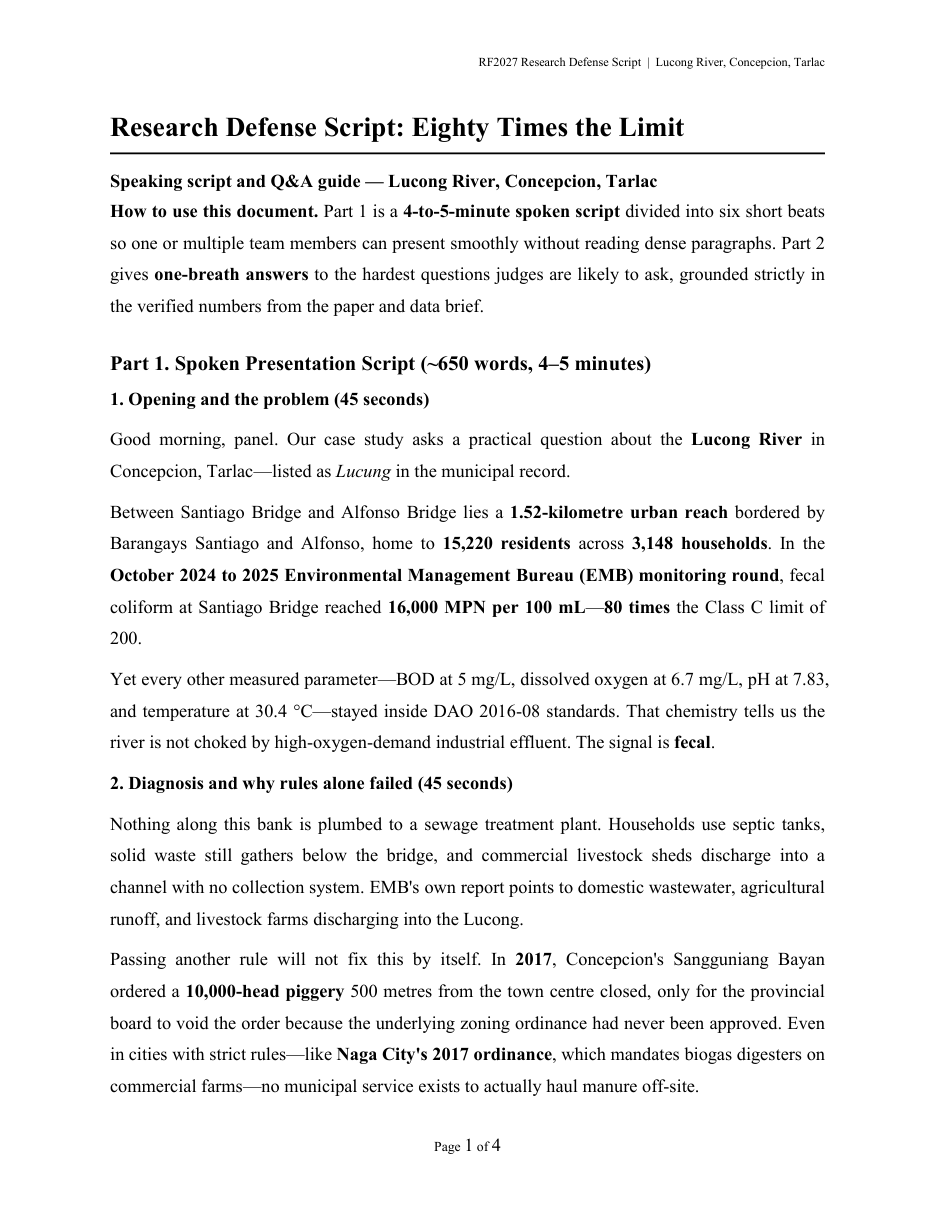 RF2027 Research Defense Script | Lucong River, Concepcion, Tarlac
Research Defense Script: Eighty Times the Limit
Speaking script and Q&A guide — Lucong River, Concepcion, Tarlac
How to use this document. Part 1 is a 4-to-5-minute spoken script divided into six short beats
so one or multiple team members can present smoothly without reading dense paragraphs. Part 2
gives one-breath answers to the hardest questions judges are likely to ask, grounded strictly in
the verified numbers from the paper and data brief.
Part 1. Spoken Presentation Script (~650 words, 4–5 minutes)
1. Opening and the problem (45 seconds)
Good morning, panel. Our case study asks a practical question about the Lucong River in
Concepcion, Tarlac—listed as Lucung in the municipal record.
Between Santiago Bridge and Alfonso Bridge lies a 1.52-kilometre urban reach bordered by
Barangays Santiago and Alfonso, home to 15,220 residents across 3,148 households. In the
October 2024 to 2025 Environmental Management Bureau (EMB) monitoring round, fecal
coliform at Santiago Bridge reached 16,000 MPN per 100 mL—80 times the Class C limit of
200.
Yet every other measured parameter—BOD at 5 mg/L, dissolved oxygen at 6.7 mg/L, pH at 7.83,
and temperature at 30.4 °C—stayed inside DAO 2016-08 standards. That chemistry tells us the
river is not choked by high-oxygen-demand industrial effluent. The signal is fecal.
2. Diagnosis and why rules alone failed (45 seconds)
Nothing along this bank is plumbed to a sewage treatment plant. Households use septic tanks,
solid waste still gathers below the bridge, and commercial livestock sheds discharge into a
channel with no collection system. EMB's own report points to domestic wastewater, agricultural
runoff, and livestock farms discharging into the Lucong.
Passing another rule will not fix this by itself. In 2017, Concepcion's Sangguniang Bayan
ordered a 10,000-head piggery 500 metres from the town centre closed, only for the provincial
board to void the order because the underlying zoning ordinance had never been approved. Even
in cities with strict rules—like Naga City's 2017 ordinance, which mandates biogas digesters on
commercial farms—no municipal service exists to actually haul manure off-site.
Page 1 of 4